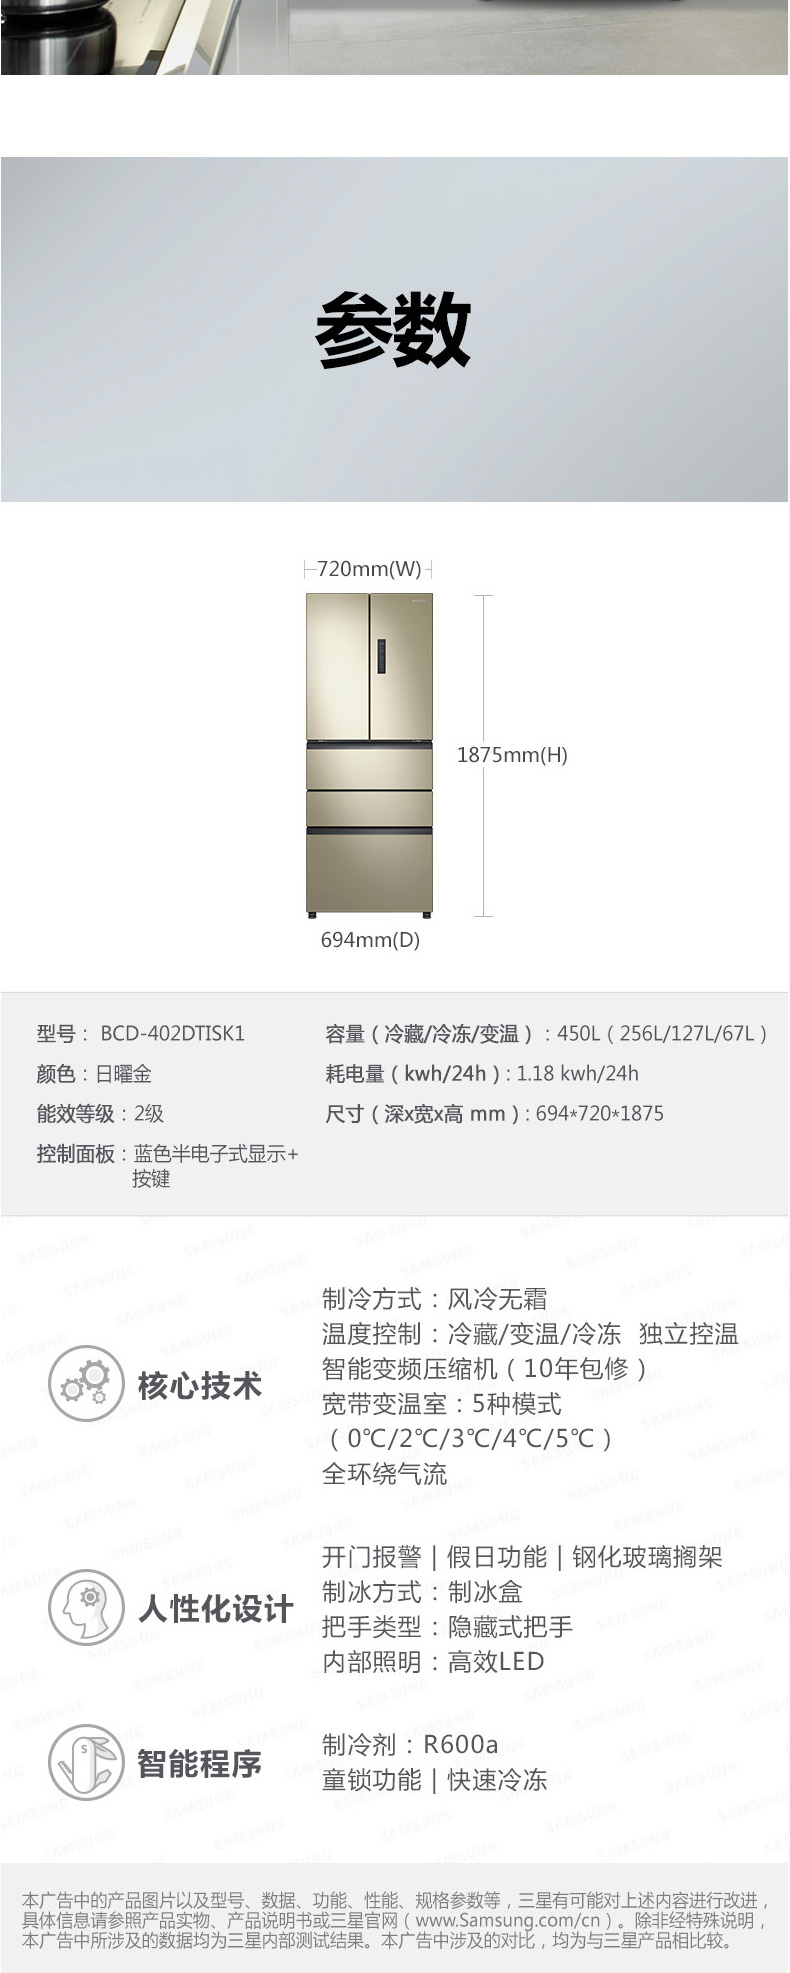 参数
720mm(W)
1875mm(H)
694mm(D)
型号： BCD-402DTISK1
容量（冷藏/冷冻/变温）：450L（256L/127L/67L）
颜色：日曜金
耗电量（kwh/24h）: 1.18 kwh/24h
能效等级：2级
尺寸（深x宽x高 mm）: 694*720*1875
控制面板：蓝色半电子式显示+
按键
核心技术
制冷方式：风冷无霜
温度控制：冷藏/变温/冷冻 独立控温
智能变频压缩机（10年包修）
宽带变温室：5种模式
（0℃/2℃/3℃/4℃/5℃）
全环绕气流
人性化设计
开门报警 | 假日功能 | 钢化玻璃搁架
制冰方式：制冰盒
把手类型：隐藏式把手
内部照明：高效LED
智能程序
制冷剂：R600a
童锁功能 | 快速冷冻
本广告中的产品图片以及型号、数据、功能、性能、规格参数等，三星有可能对上述内容进行改进，
具体信息请参照产品实物、产品说明书或三星官网（www.Samsung.com/cn）。除非经特殊说明，
本广告中所涉及的数据均为三星内部测试结果。本广告中涉及的对比，均为与三星产品相比较。